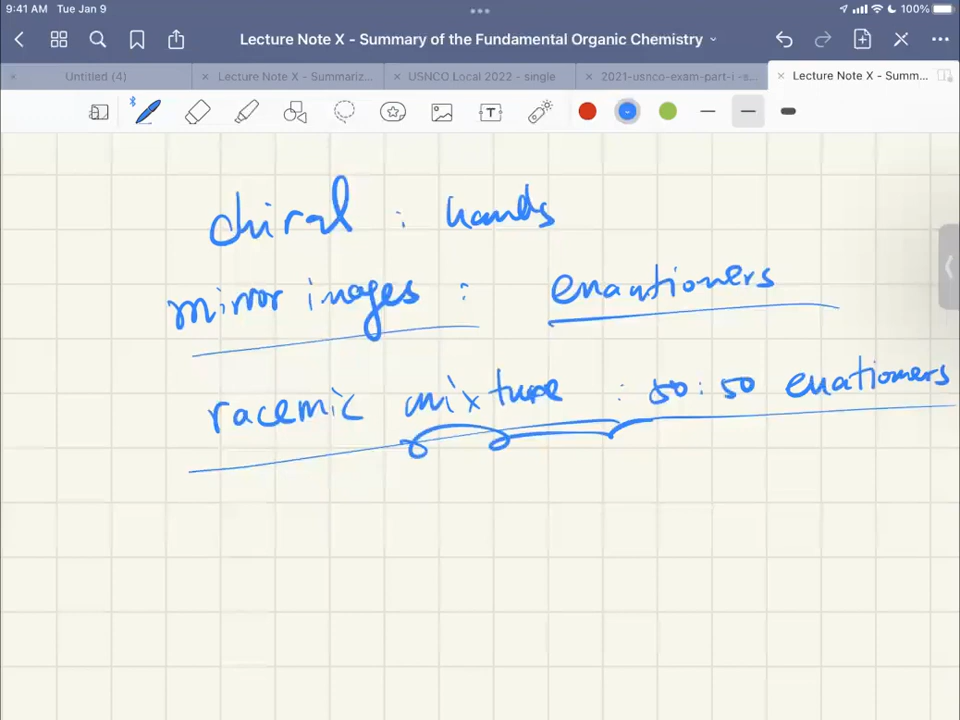 9:41 AM Tue Jan 9 100%
Lecture Note X - Summary of the Fundamental Organic Chemistry
Untitled (4) Lecture Note X - Summariz... USNCO Local 2022 - single 2021-usnco-exam-part-i -s... Lecture Note X - Summ...
T
chiral : hands
mirror images : enantiomers
racemic mixture : 50:50 enationers